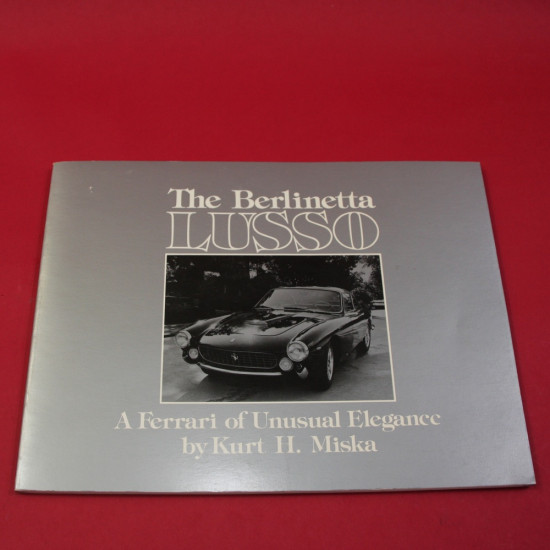 The Berlinetta
LUSSO
A Ferrari of Unusual Elegance
by Kurt H. Miska